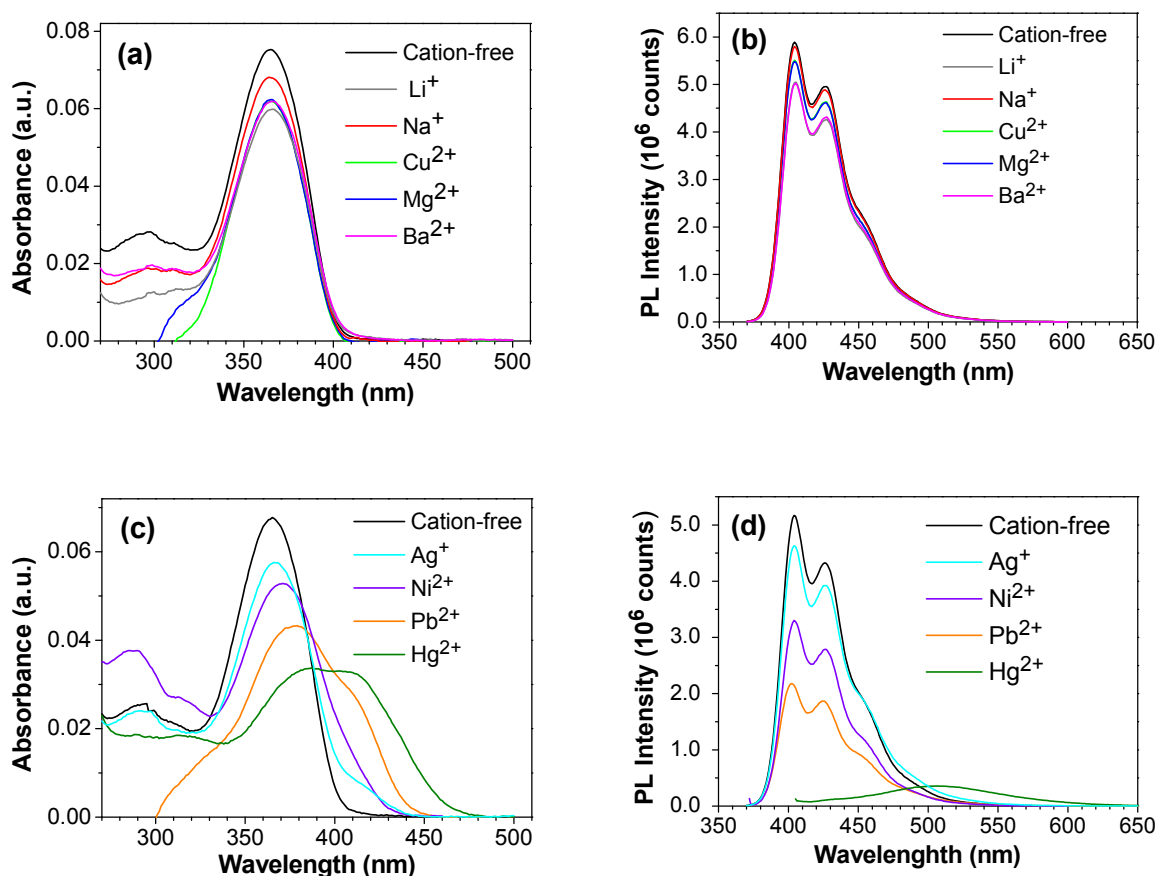 (a)
Absorbance (a.u.)
0.08
0.06
0.04
0.02
0.00
Cation-free
Li+
Na+
Cu2+
Mg2+
Ba2+
300 350 400 450 500
Wavelength (nm)
(b)
PL Intensity (10^6 counts)
6.0
5.0
4.0
3.0
2.0
1.0
0.0
Cation-free
Li+
Na+
Cu2+
Mg2+
Ba2+
350 400 450 500 550 600 650
Wavelength (nm)
(c)
Absorbance (a.u.)
0.06
0.04
0.02
0.00
Cation-free
Ag+
Ni2+
Pb2+
Hg2+
300 350 400 450 500
Wavelength (nm)
(d)
PL Intensity (10^6 counts)
5.0
4.0
3.0
2.0
1.0
0.0
Cation-free
Ag+
Ni2+
Pb2+
Hg2+
350 400 450 500 550 600 650
Wavelenghth (nm)